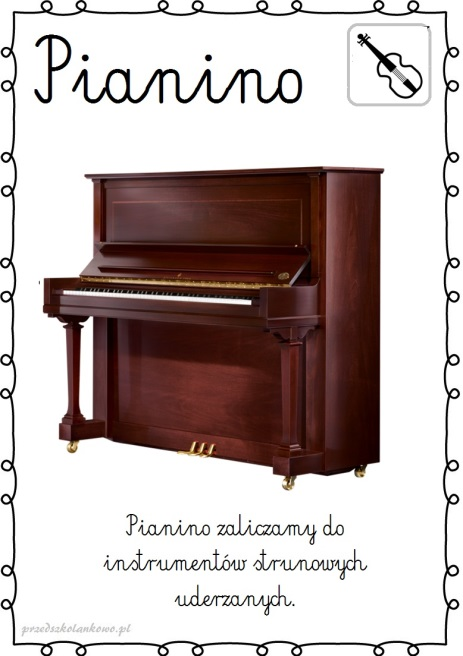 Pianino
Pianino zaliczamy do
instrumentów strunowych
uderzanych.
przedszkolankowo.pl